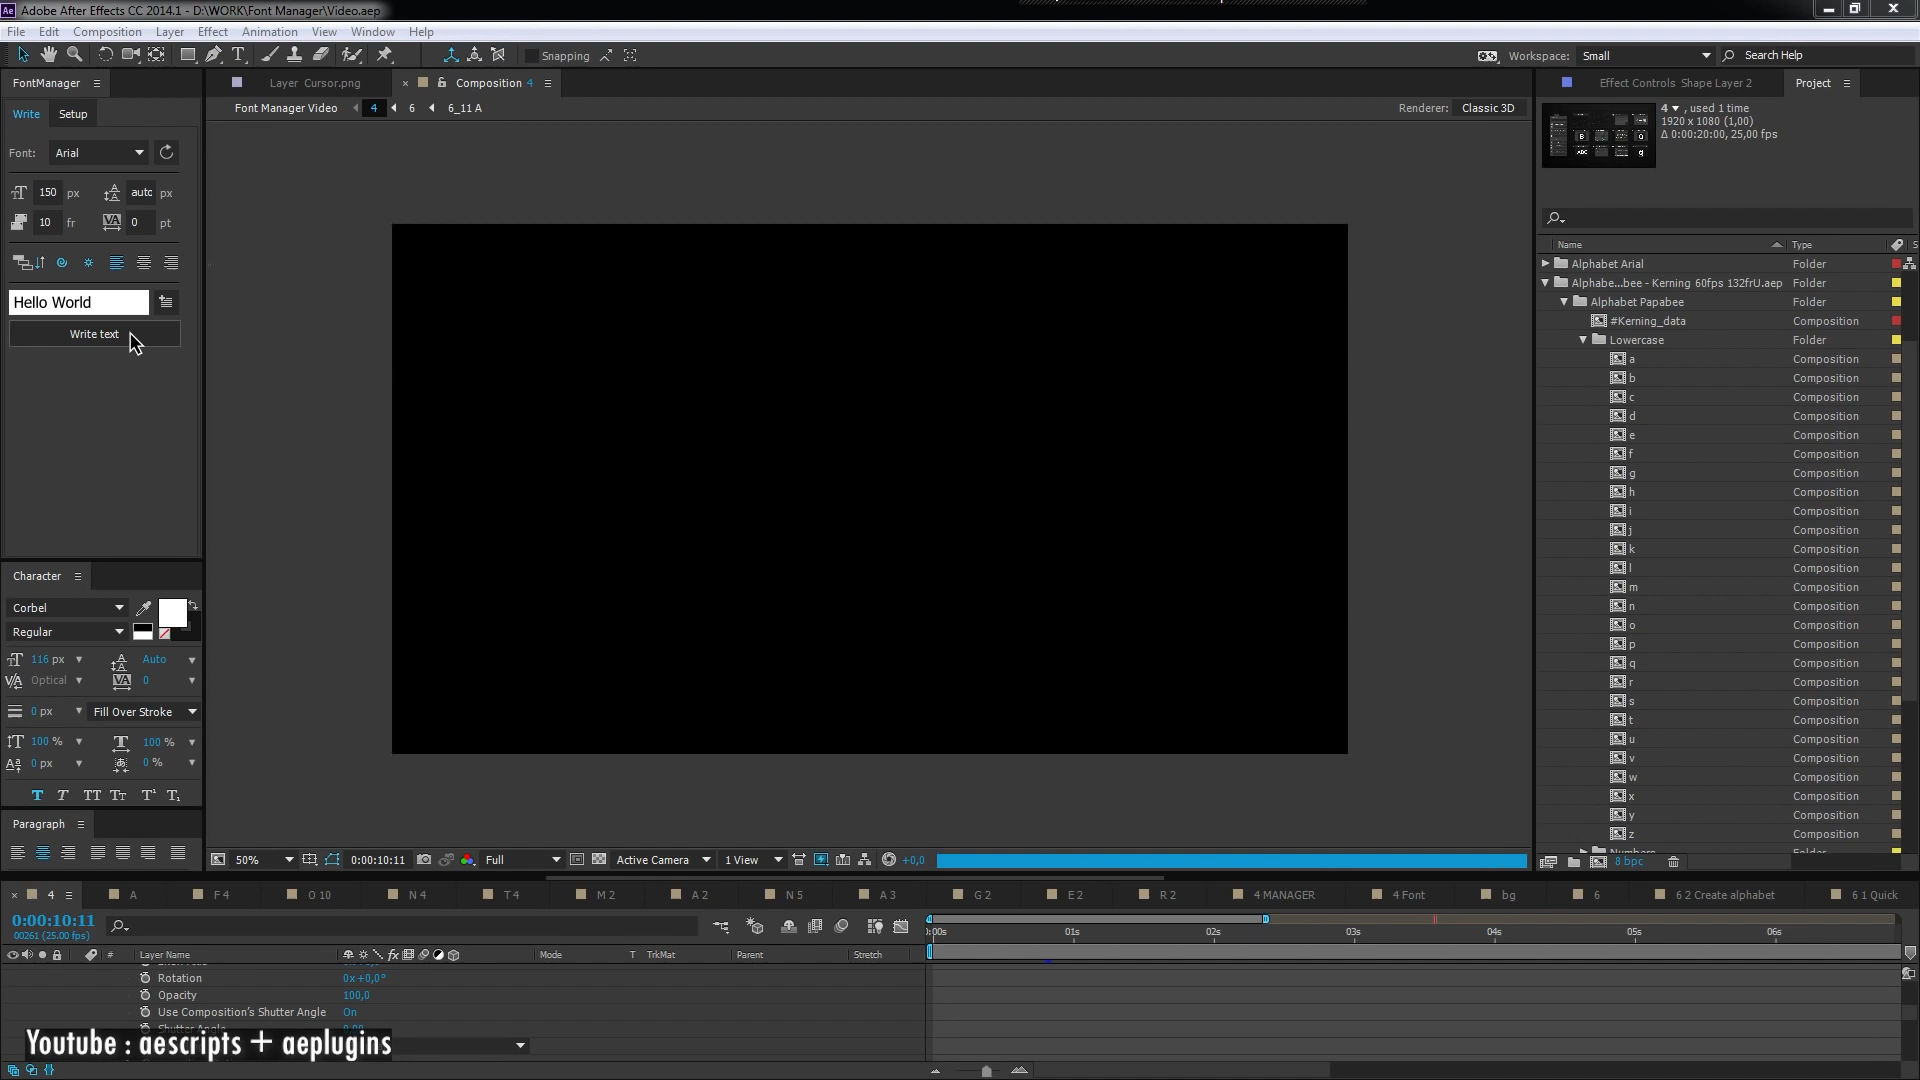 Adobe After Effects CC 2014.1 - D:\WORK\Font Manager\Video.aep
File Edit Composition Layer Effect Animation View Window Help
Snapping
Workspace: Small
Search Help
FontManager
Write Setup
Font: Arial
150 px auto px
10 fr 0 pt
Hello World
Write text
Layer Cursor.png
Composition 4
Font Manager Video 4 6 6_11 A
Renderer: Classic 3D
Effect Controls Shape Layer 2
Project
4 , used 1 time
1920 x 1080 (1,00)
Δ 0:00:20:00, 25,00 fps
Name Type S
Alphabet Arial Folder
Alphabe...bee - Kerning 60fps 132frU.aep Folder
Alphabet Papabee Folder
#Kerning_data Composition
Lowercase Folder
a Composition
b Composition
c Composition
d Composition
e Composition
f Composition
g Composition
h Composition
i Composition
j Composition
k Composition
l Composition
m Composition
n Composition
o Composition
p Composition
q Composition
r Composition
s Composition
t Composition
u Composition
v Composition
w Composition
x Composition
y Composition
z Composition
8 bpc
Character
Corbel
Regular
116 px Auto
Optical 0
0 px Fill Over Stroke
100 % 100 %
0 px 0 %
Paragraph
50% 0:00:10:11 Full Active Camera 1 View +0,0
4 A F 4 O 10 N 4 T 4 M 2 A 2 N 5 A 3 G 2 E 2 R 2 4 MANAGER 4 Font bg 6 6 2 Create alphabet 6 1 Quick
0:00:10:11
00261 (25.00 fps)
:00s 01s 02s 03s 04s 05s 06s
# Layer Name Mode T TrkMat Parent Stretch
Rotation 0x+0,0°
Opacity 100,0
Use Composition's Shutter Angle On
Shutter Angle 0,00
Youtube : aescripts + aeplugins